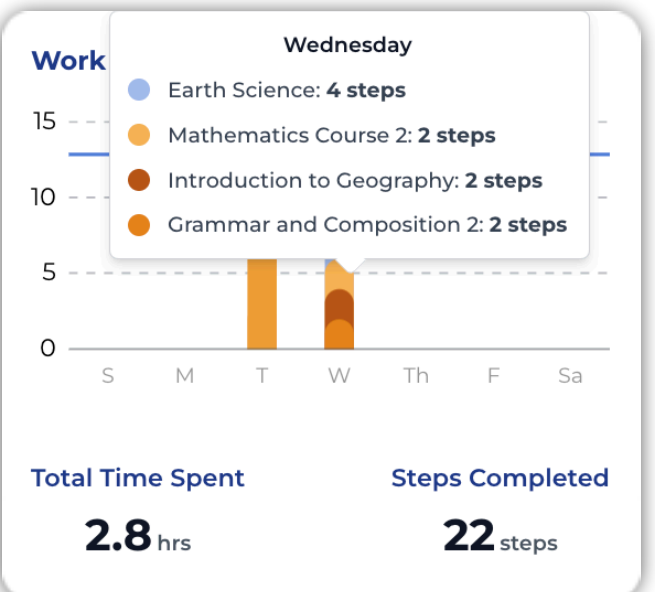 Work
Wednesday
Earth Science: 4 steps
Mathematics Course 2: 2 steps
Introduction to Geography: 2 steps
Grammar and Composition 2: 2 steps
15
10
5
0
S M T W Th F Sa
Total Time Spent Steps Completed
2.8 hrs 22 steps